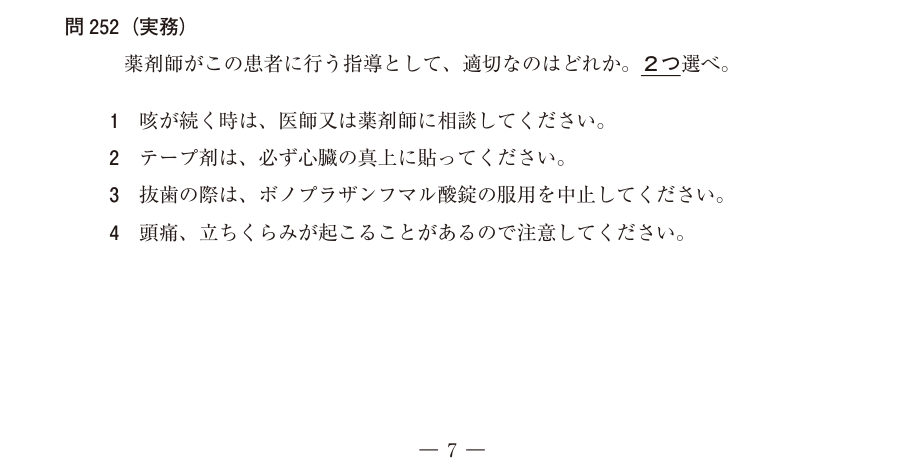 問 252（実務）
薬剤師がこの患者に行う指導として、適切なのはどれか。２つ選べ。
1 咳が続く時は、医師又は薬剤師に相談してください。
2 テープ剤は、必ず心臓の真上に貼ってください。
3 抜歯の際は、ボノプラザンフマル酸錠の服用を中止してください。
4 頭痛、立ちくらみが起こることがあるので注意してください。
— 7 —